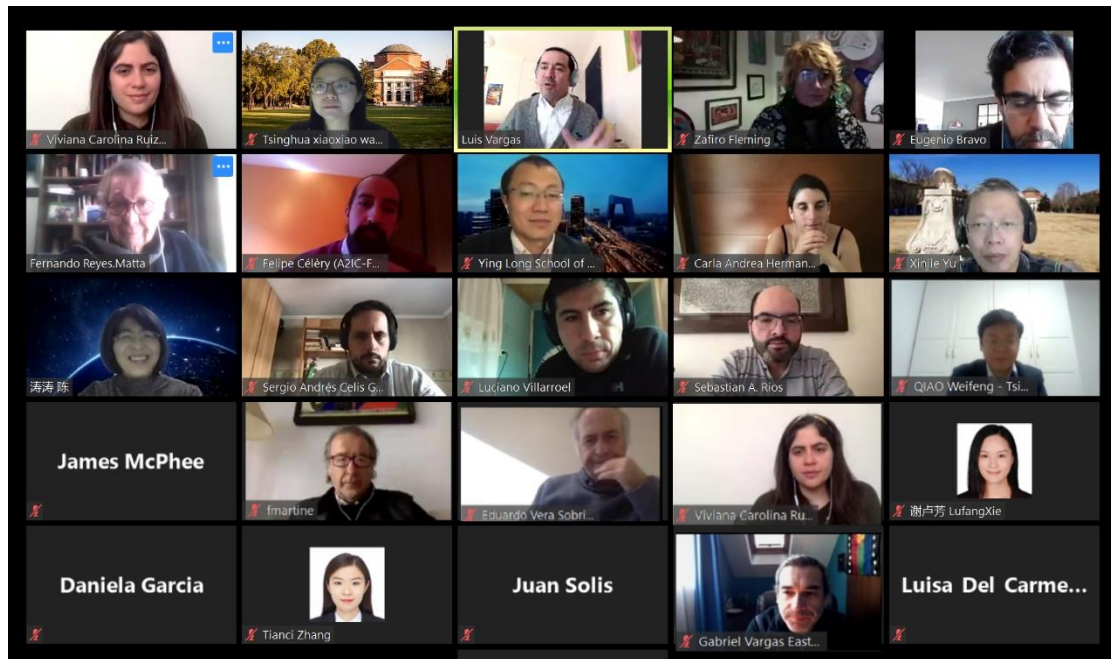 Viviana Carolina Ruiz...
Tsinghua xiaoxiao wa...
Luis Vargas
Zafiro Fleming
Eugenio Bravo
Fernando Reyes.Matta
Felipe Célèry (A2IC-F...
Ying Long School of ...
Carla Andrea Herman...
Xinjie Yu
涛涛 陈
Sergio Andrés Celis G...
Luciano Villarroel
Sebastian A. Rios
QIAO Weifeng - Tsi...
James McPhee
fmartine
Eduardo Vera Sobri...
Viviana Carolina Ru...
谢卢芳 LufangXie
Daniela Garcia
Tianci Zhang
Juan Solis
Gabriel Vargas East...
Luisa Del Carme...